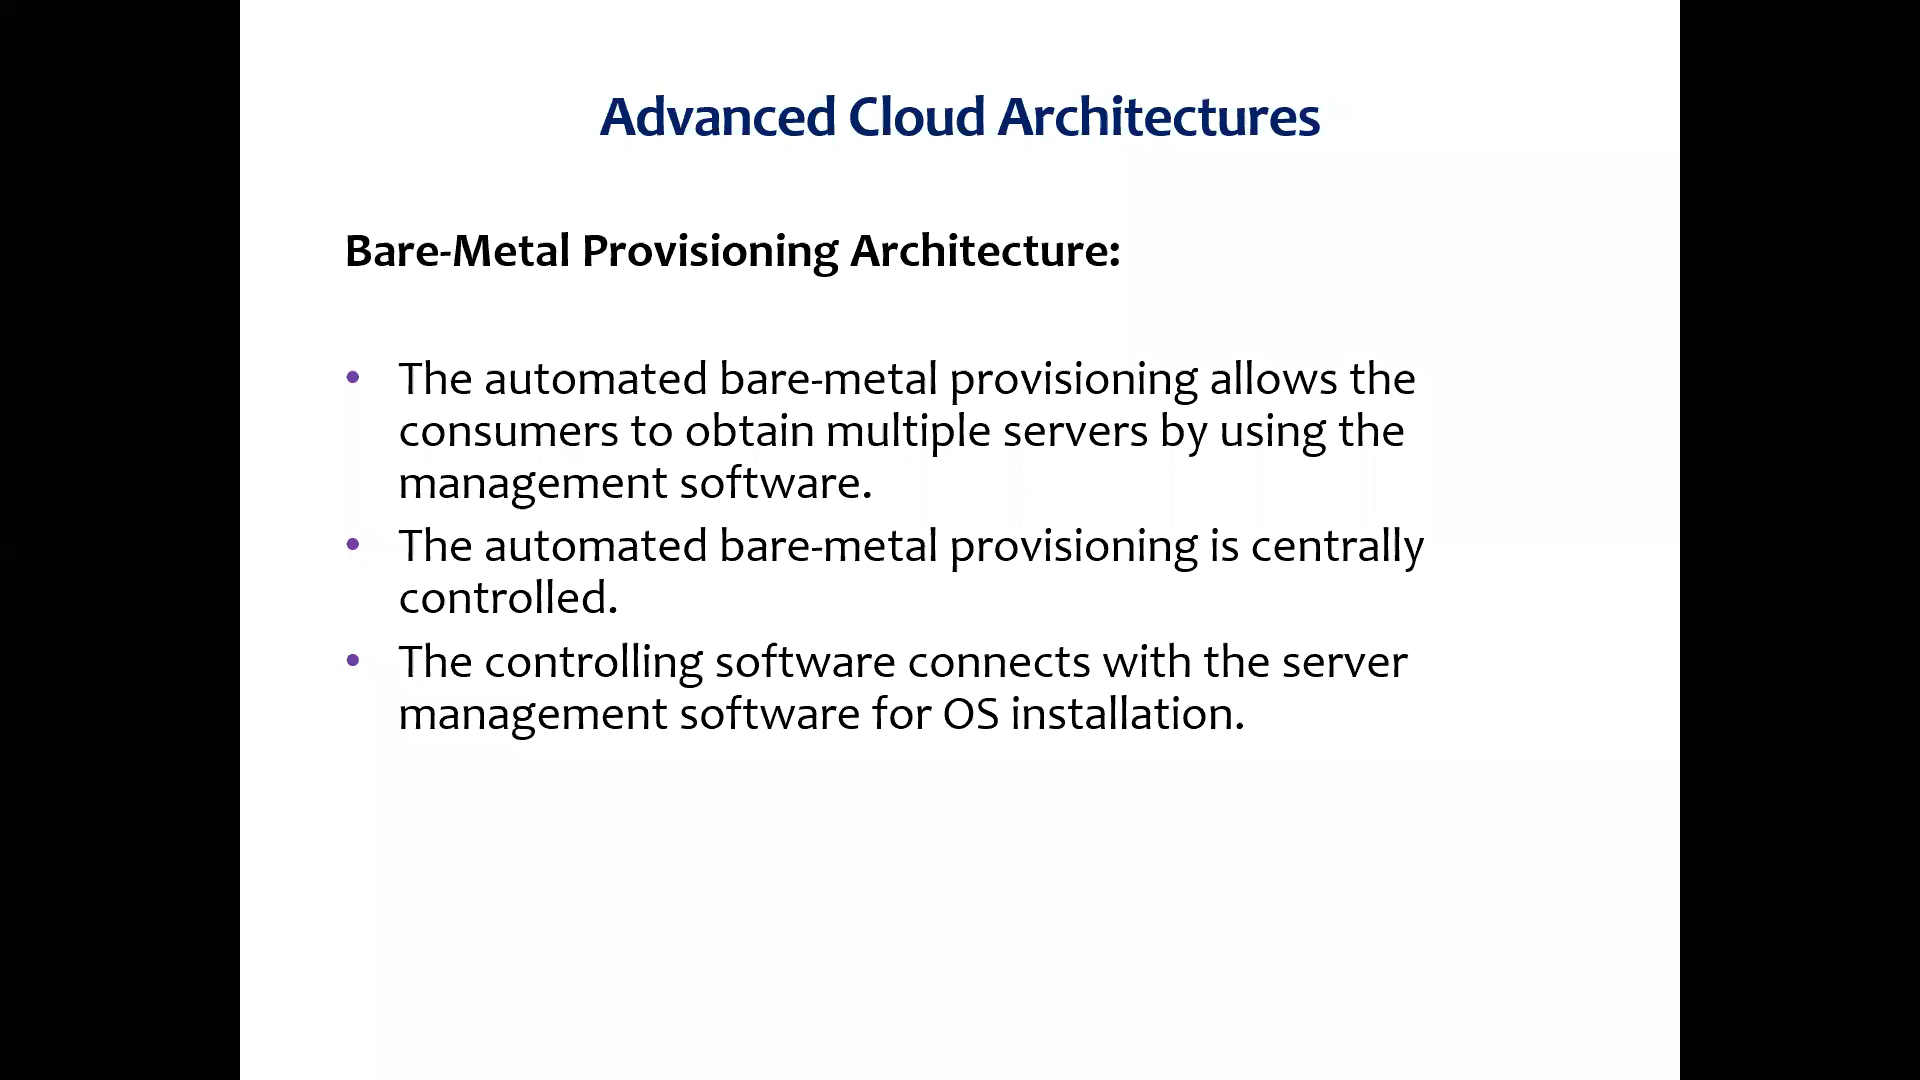 Advanced Cloud Architectures
Bare-Metal Provisioning Architecture:
• The automated bare-metal provisioning allows the
consumers to obtain multiple servers by using the
management software.
• The automated bare-metal provisioning is centrally
controlled.
• The controlling software connects with the server
management software for OS installation.